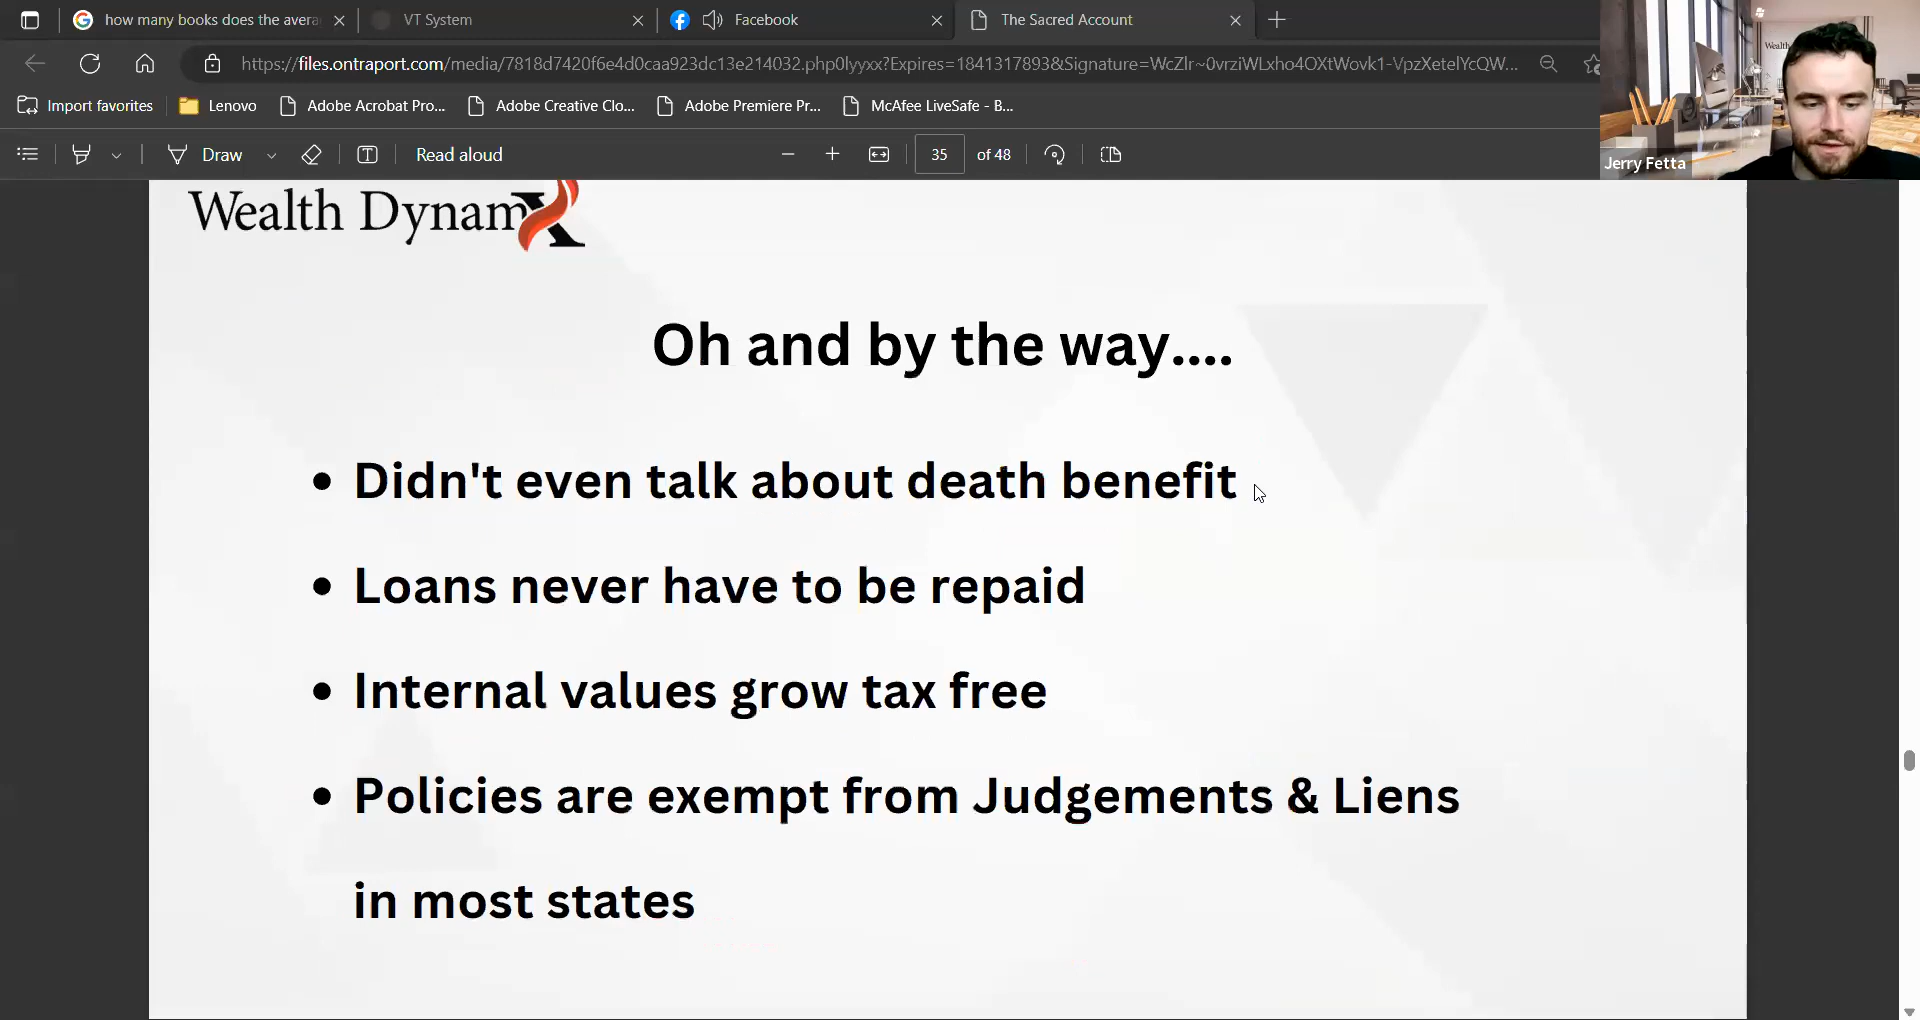 how many books does the avera
VT System
Facebook
The Sacred Account
https://files.ontraport.com/media/7818d7420f6e4d0caa923dc13e214032.php0lyyxx?Expires=1841317893&Signature=WcZlr~0vrziWLxho4OXtWovk1-VpzXetelYcQW...
Import favorites
Lenovo
Adobe Acrobat Pro...
Adobe Creative Clo...
Adobe Premiere Pr...
McAfee LiveSafe - B...
Draw
Read aloud
35
of 48
Wealth
Jerry Fetta
Wealth DynamX
Oh and by the way....
• Didn't even talk about death benefit
• Loans never have to be repaid
• Internal values grow tax free
• Policies are exempt from Judgements & Liens
in most states